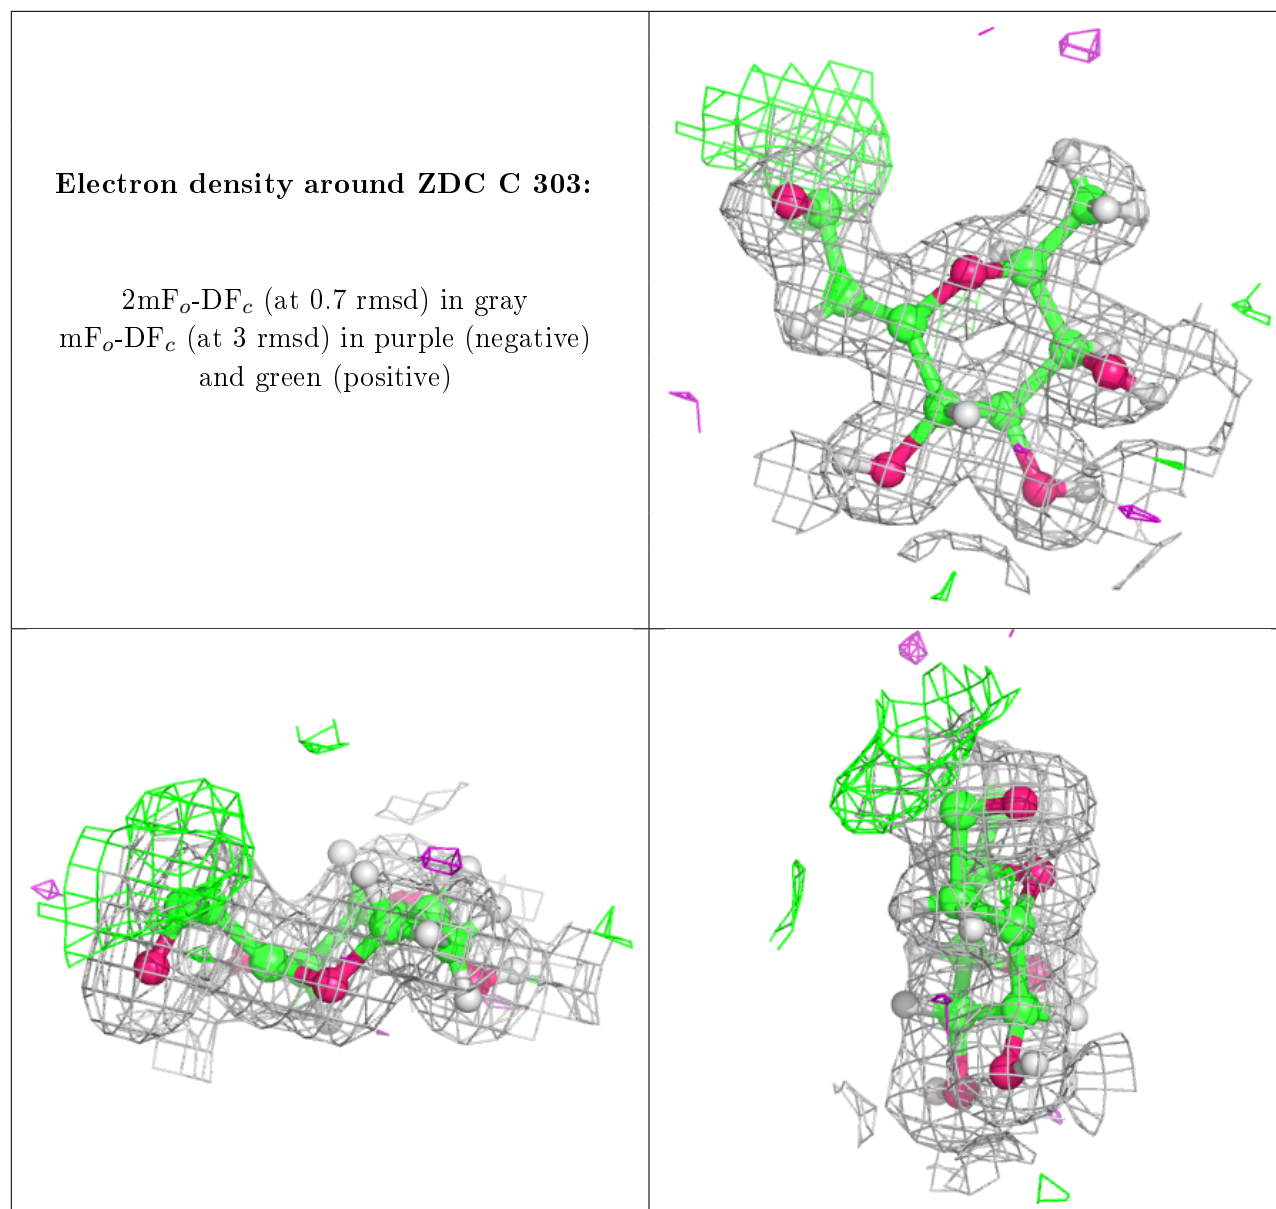 Electron density around ZDC C 303:
2mFo-DFc (at 0.7 rmsd) in gray
mFo-DFc (at 3 rmsd) in purple (negative)
and green (positive)